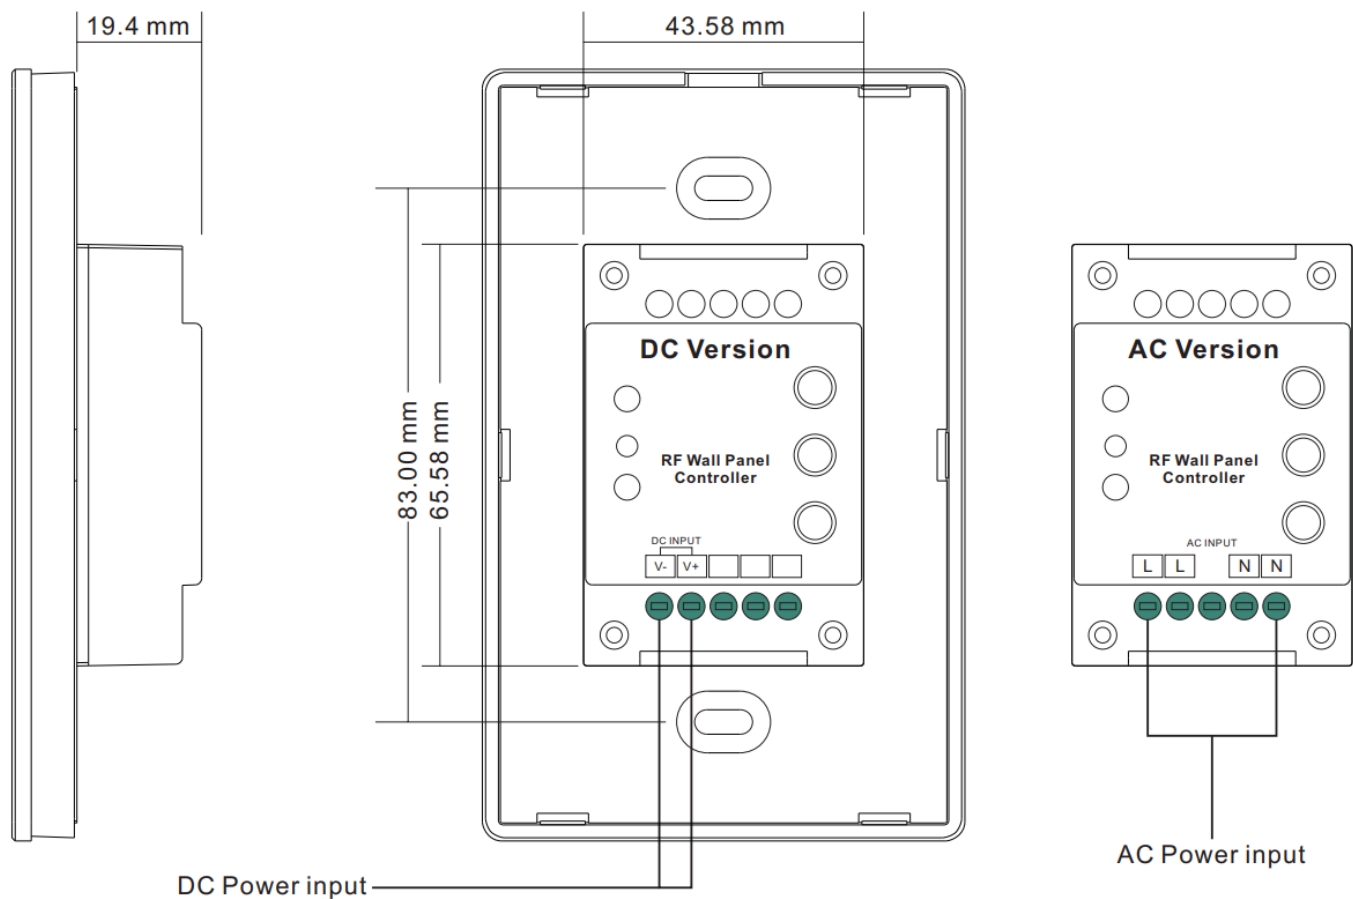 19.4 mm
43.58 mm
83.00 mm
65.58 mm
DC Version
RF Wall Panel
Controller
DC INPUT
V- V+
DC Power input
AC Version
RF Wall Panel
Controller
AC INPUT
L L N N
AC Power input